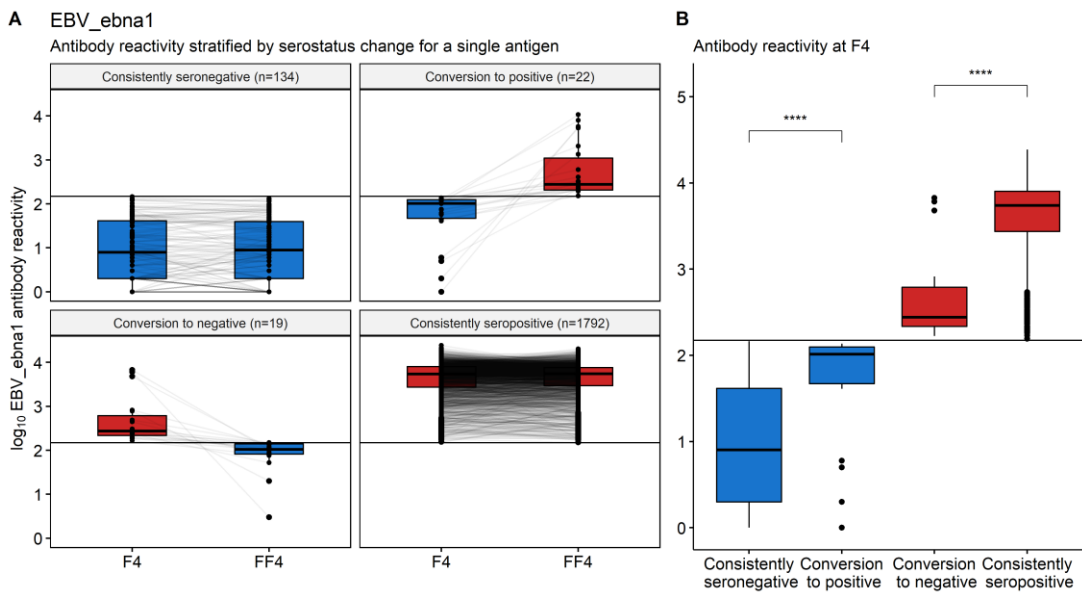 A
EBV_ebna1
Antibody reactivity stratified by serostatus change for a single antigen
Consistently seronegative (n=134)
Conversion to positive (n=22)
4
3
2
1
0
Conversion to negative (n=19)
Consistently seropositive (n=1792)
4
3
2
1
0
log₁₀ EBV_ebna1 antibody reactivity
F4
FF4
F4
FF4
B
Antibody reactivity at F4
5
4
3
2
1
0
****
****
Consistently
seronegative
Conversion
to positive
Conversion
to negative
Consistently
seropositive